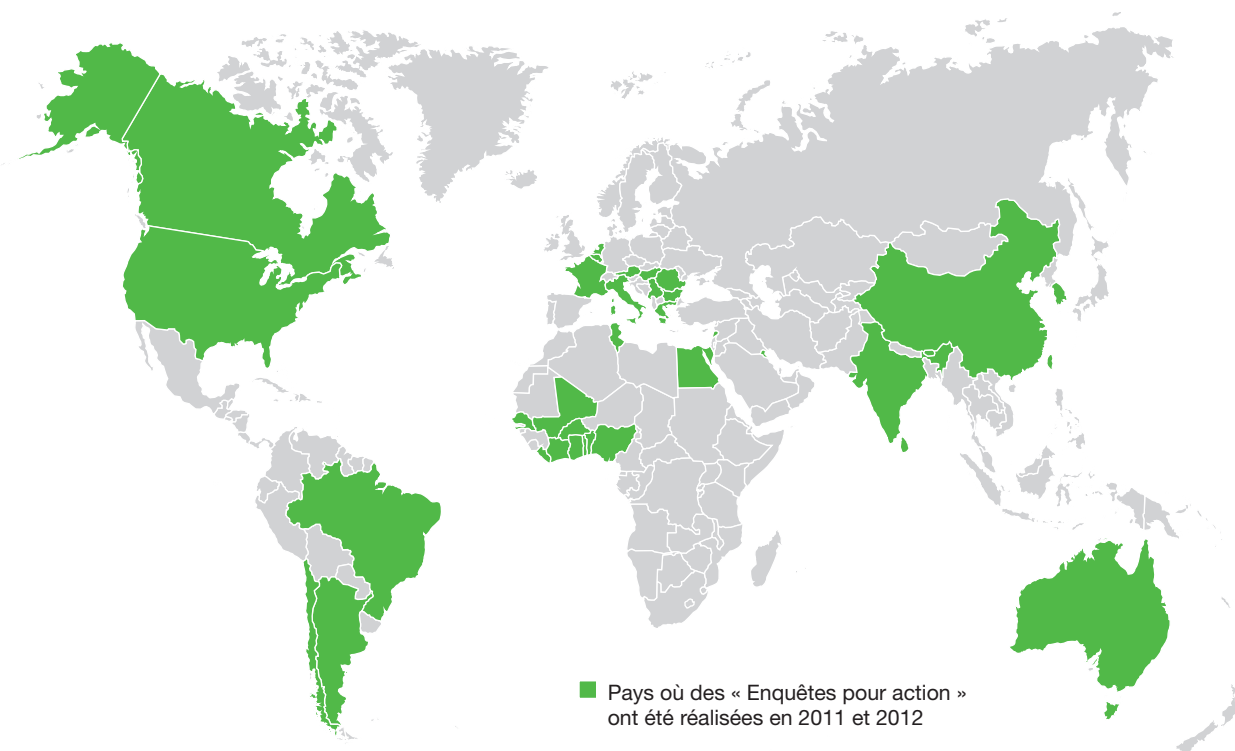 Pays où des « Enquêtes pour action »
ont été réalisées en 2011 et 2012